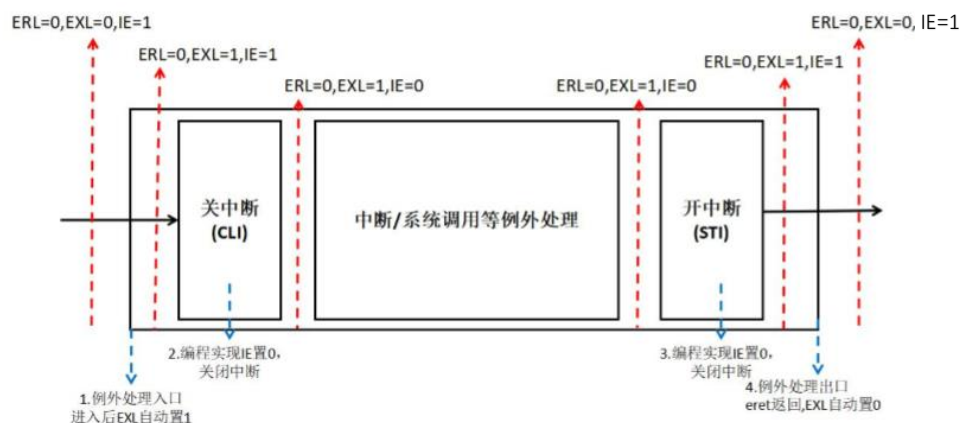 ERL=0,EXL=0,IE=1
ERL=0,EXL=0, IE=1
ERL=0,EXL=1,IE=1
ERL=0,EXL=1,IE=1
ERL=0,EXL=1,IE=0
ERL=0,EXL=1,IE=0
关中断
(CLI)
中断/系统调用等例外处理
开中断
(STI)
2.编程实现IE置0,
关闭中断
3.编程实现IE置0,
关闭中断
1.例外处理入口
进入后EXL自动置1
4.例外处理出口
eret返回,EXL自动置0